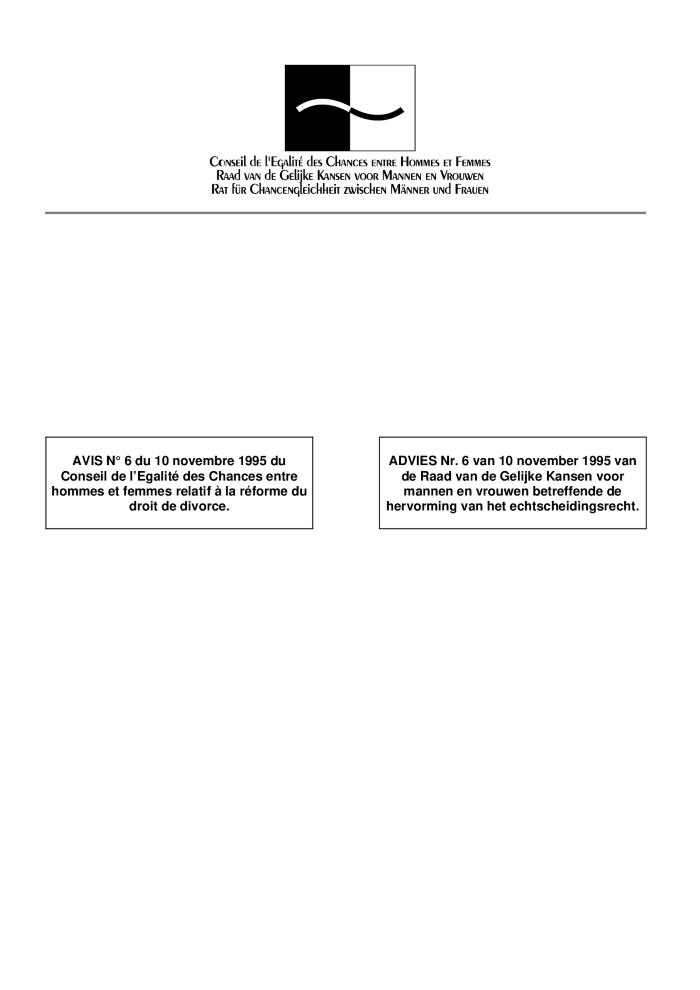 Conseil de l'Egalité des Chances entre Hommes et Femmes
Raad van de Gelijke Kansen voor Mannen en Vrouwen
Rat für Chancengleichheit zwischen Männer und Frauen
AVIS N° 6 du 10 novembre 1995 du
Conseil de l'Egalité des Chances entre
hommes et femmes relatif à la réforme du
droit de divorce.
ADVIES Nr. 6 van 10 november 1995 van
de Raad van de Gelijke Kansen voor
mannen en vrouwen betreffende de
hervorming van het echtscheidingsrecht.